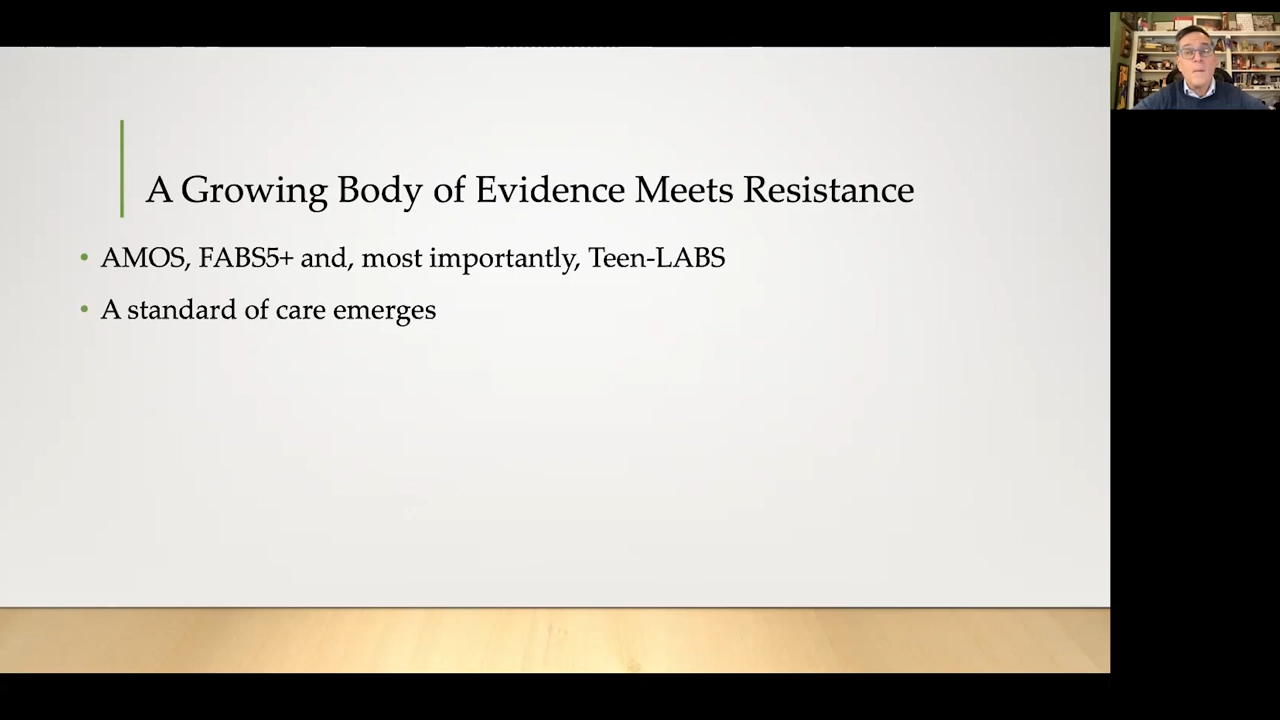 A Growing Body of Evidence Meets Resistance
• AMOS, FABS5+ and, most importantly, Teen-LABS
• A standard of care emerges